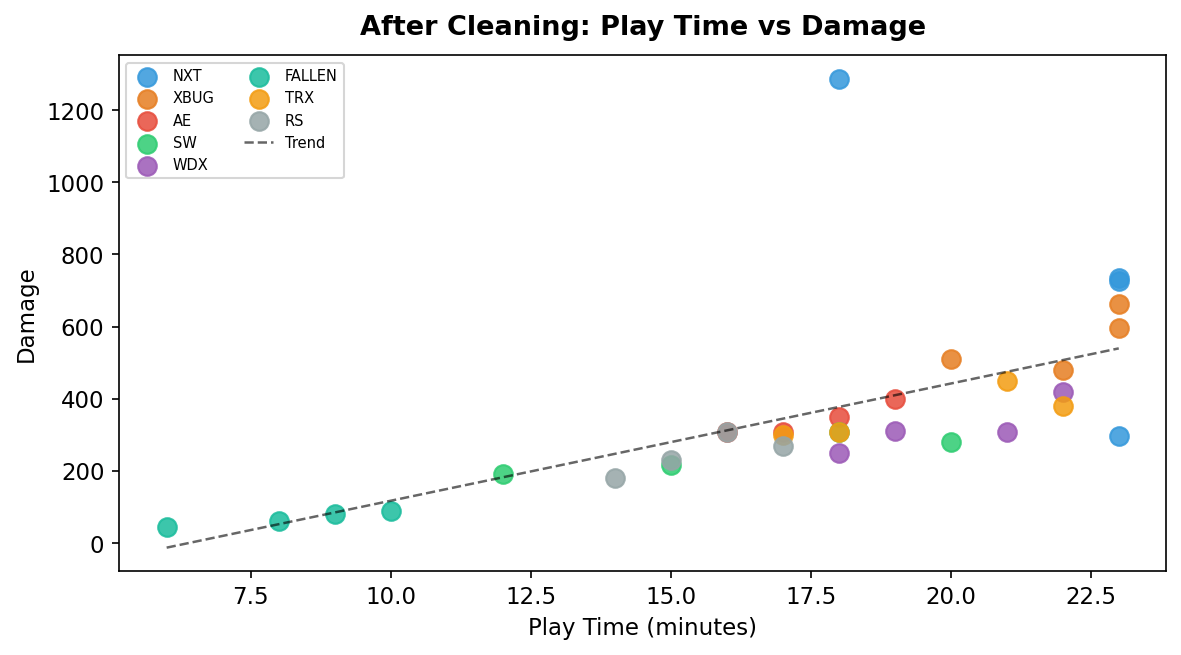 After Cleaning: Play Time vs Damage
NXT
XBUG
AE
SW
WDX
FALLEN
TRX
RS
Trend
1200
1000
800
600
400
200
0
Damage
7.5
10.0
12.5
15.0
17.5
20.0
22.5
Play Time (minutes)